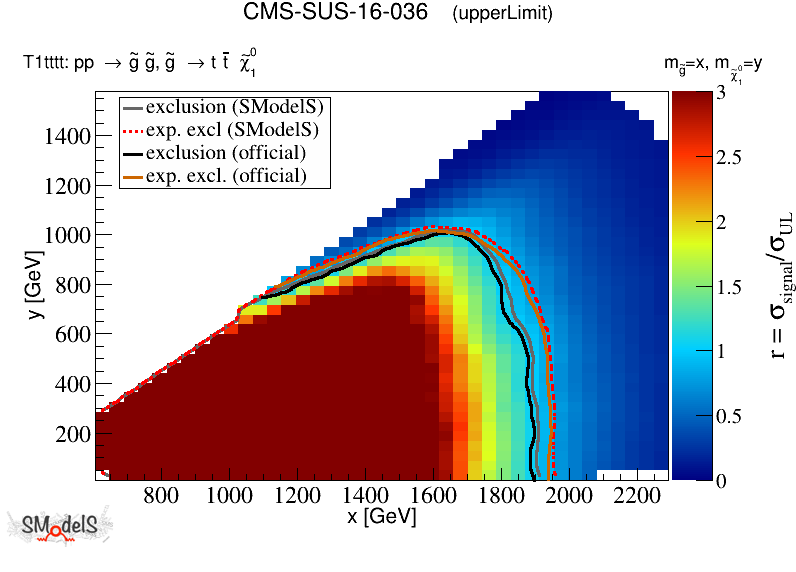 CMS-SUS-16-036 (upperLimit)
T1tttt: pp → g̃ g̃, g̃ → t t̄ χ̃⁰₁
m_g̃=x, m_χ̃⁰₁=y
exclusion (SModelS)
exp. excl (SModelS)
exclusion (official)
exp. excl. (official)
y [GeV]
1400
1200
1000
800
600
400
200
800 1000 1200 1400 1600 1800 2000 2200
x [GeV]
3
2.5
2
1.5
1
0.5
0
r = σ_signal/σ_UL
SModelS